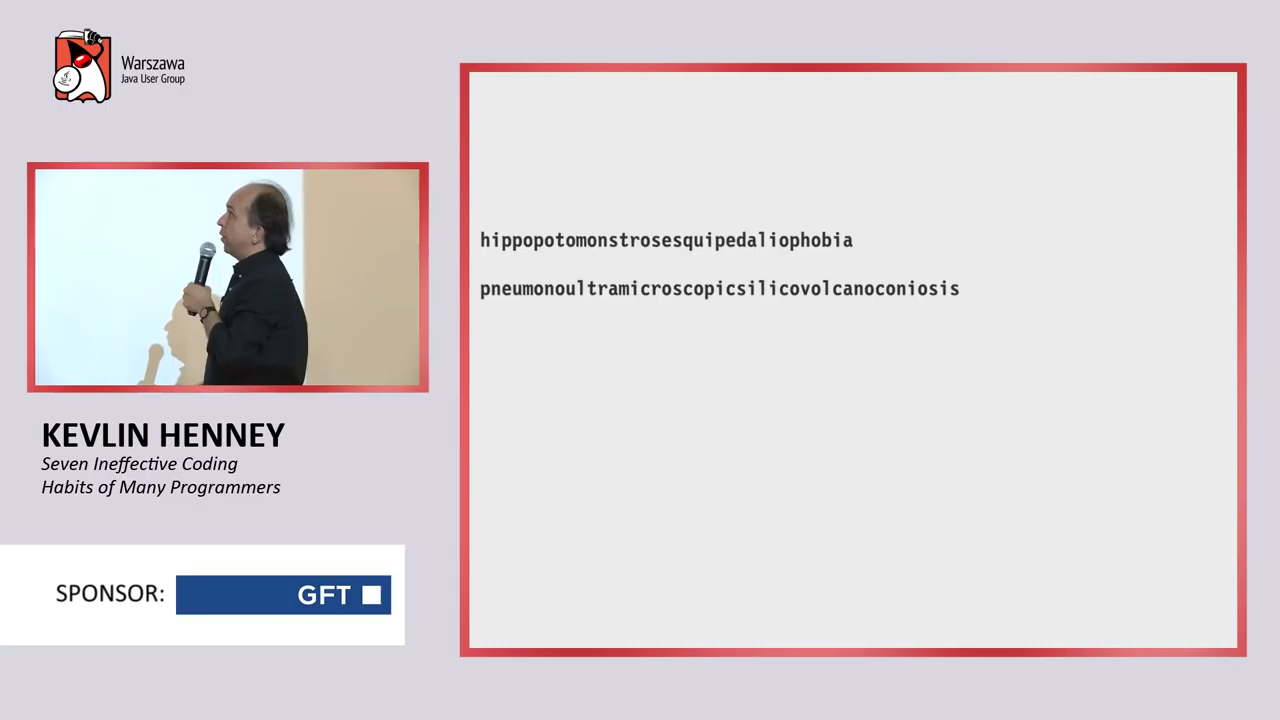 Warszawa
Java User Group
hippopotomonstrosesquipedaliophobia
pneumonoultramicroscopicsilicovolcanoconiosis
KEVLIN HENNEY
Seven Ineffective Coding
Habits of Many Programmers
SPONSOR:
GFT